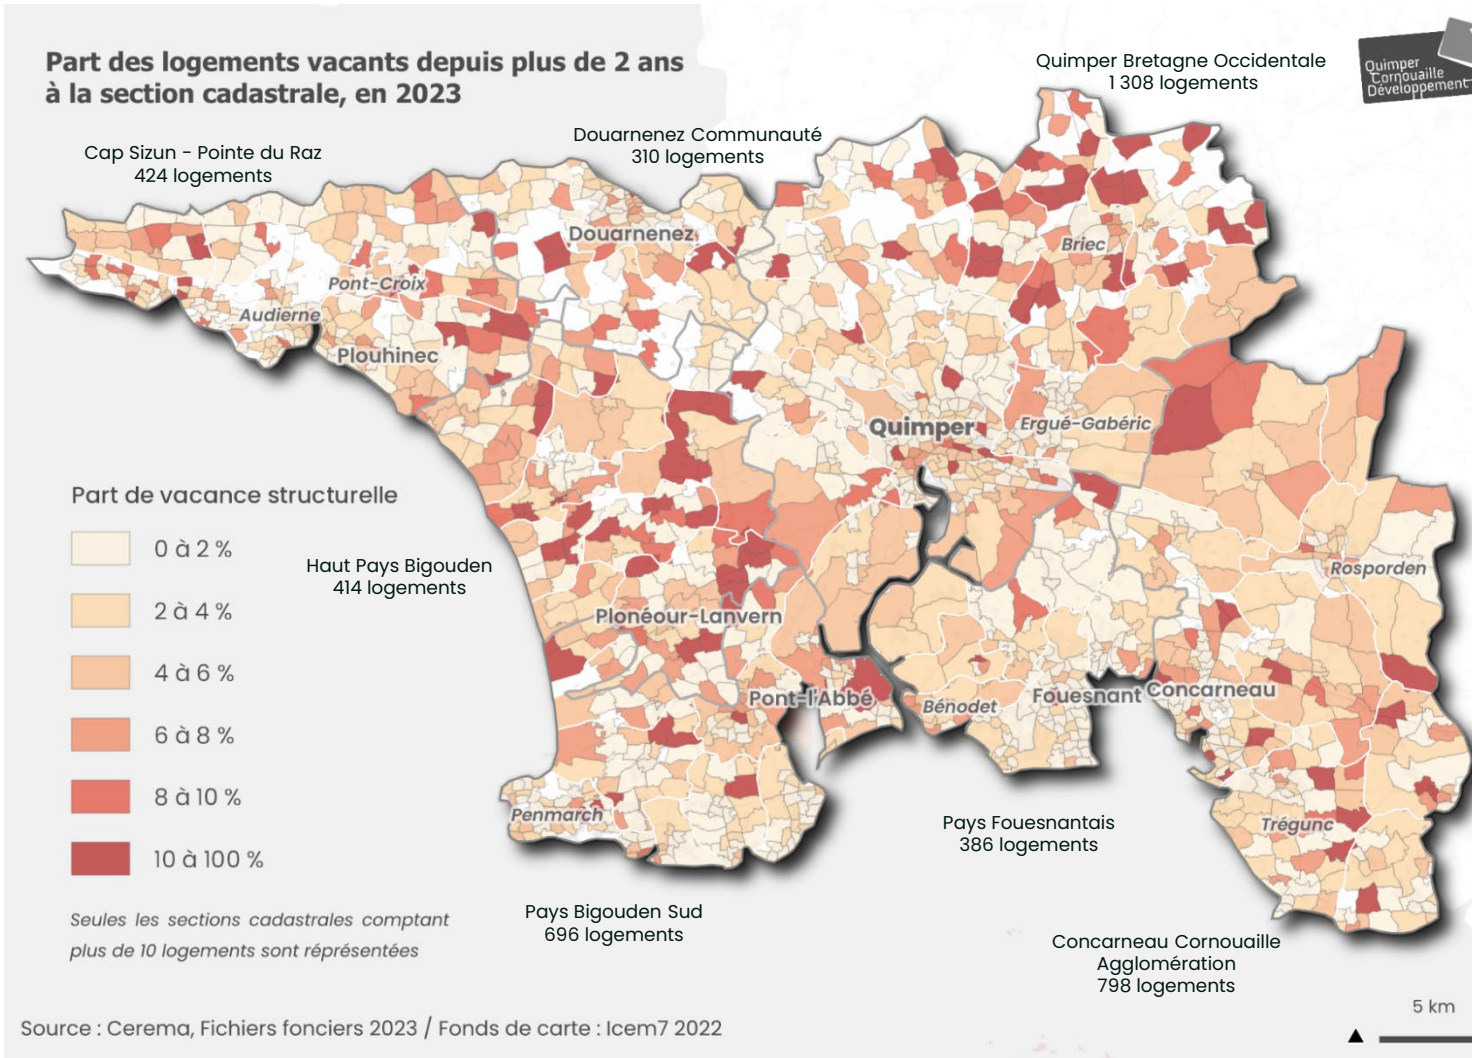 Part des logements vacants depuis plus de 2 ans
à la section cadastrale, en 2023
Quimper Bretagne Occidentale
1 308 logements
Quimper
Cornouaille
Développement
Douarnenez Communauté
310 logements
Cap Sizun - Pointe du Raz
424 logements
Douarnenez
Briec
Pont-Croix
Audierne
Plouhinec
Quimper
Ergué-Gabéric
Part de vacance structurelle
0 à 2 %
2 à 4 %
4 à 6 %
6 à 8 %
8 à 10 %
10 à 100 %
Haut Pays Bigouden
414 logements
Rosporden
Plonéour-Lanvern
Pont-l'Abbé
Bénodet
Fouesnant
Concarneau
Penmarch
Trégunc
Pays Fouesnantais
386 logements
Pays Bigouden Sud
696 logements
Concarneau Cornouaille
Agglomération
798 logements
Seules les sections cadastrales comptant
plus de 10 logements sont réprésentées
5 km
Source : Cerema, Fichiers fonciers 2023 / Fonds de carte : Icem7 2022